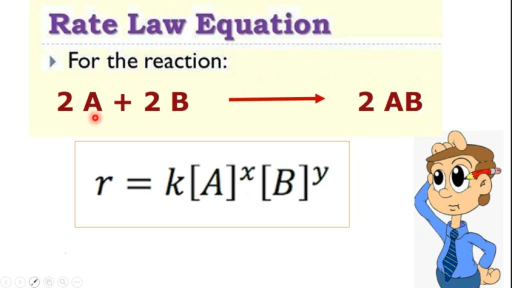 Rate Law Equation
For the reaction:
2 A + 2 B ⟶ 2 AB
r = k[A]ˣ[B]ʸ